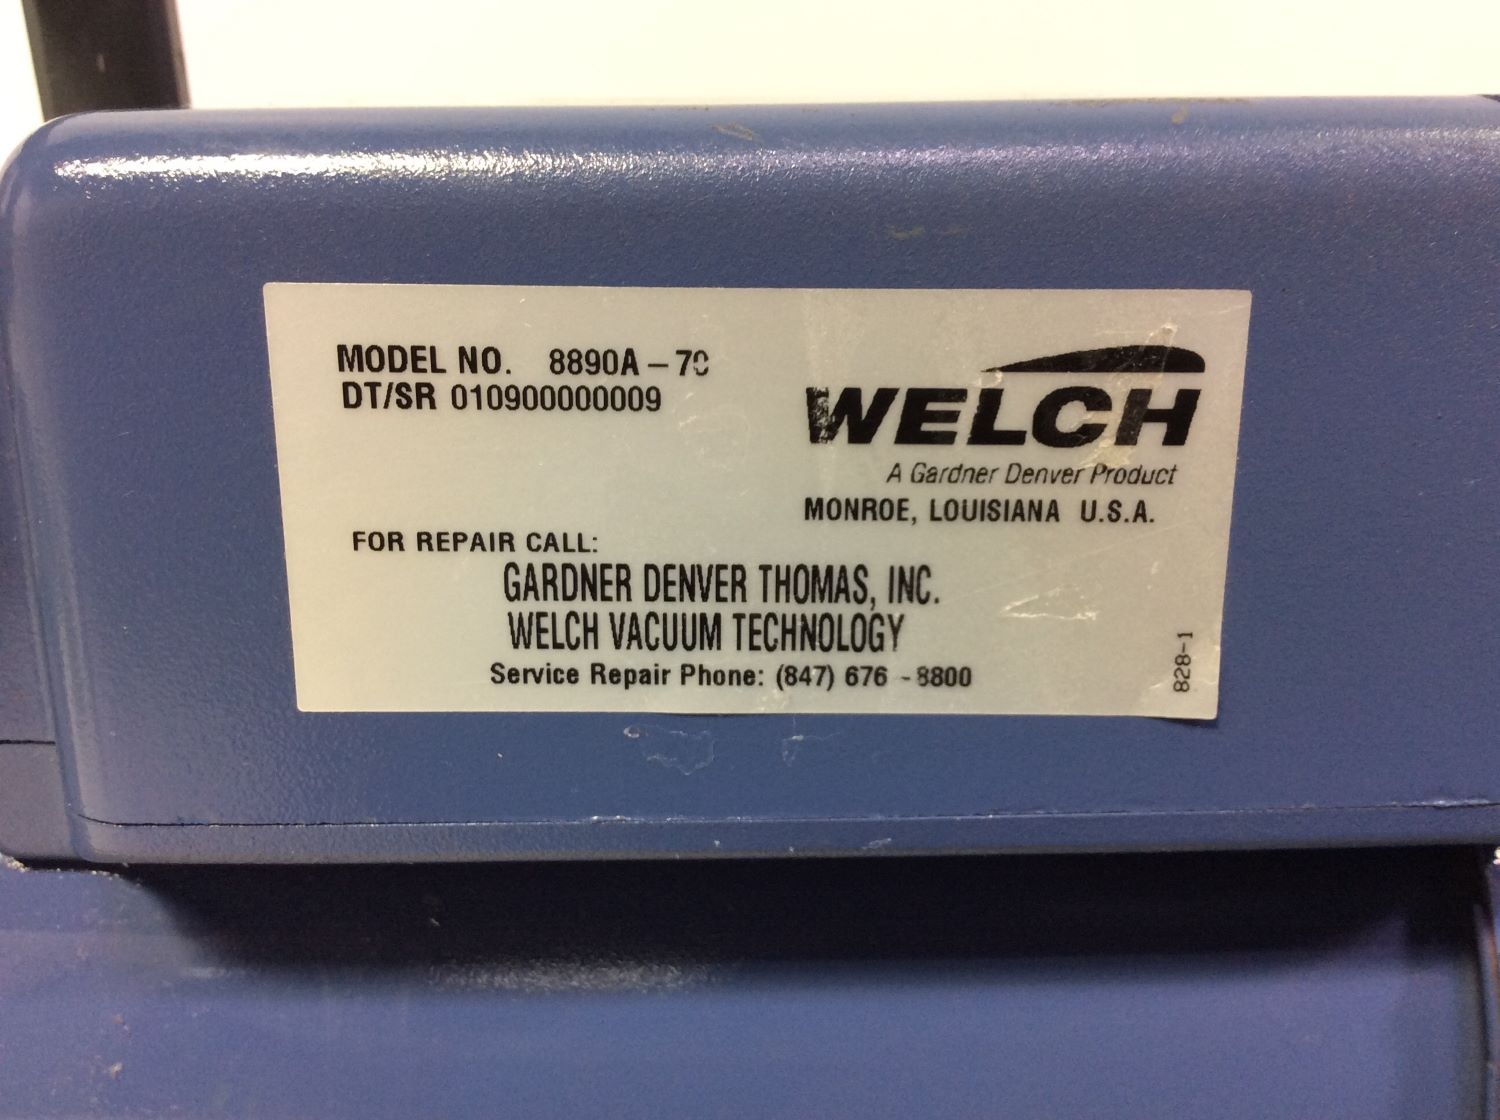 MODEL NO. 8890A-70
DT/SR 010900000009
WELCH
A Gardner Denver Product
MONROE, LOUISIANA U.S.A.
FOR REPAIR CALL:
GARDNER DENVER THOMAS, INC.
WELCH VACUUM TECHNOLOGY
Service Repair Phone: (847) 676-8800
828-1